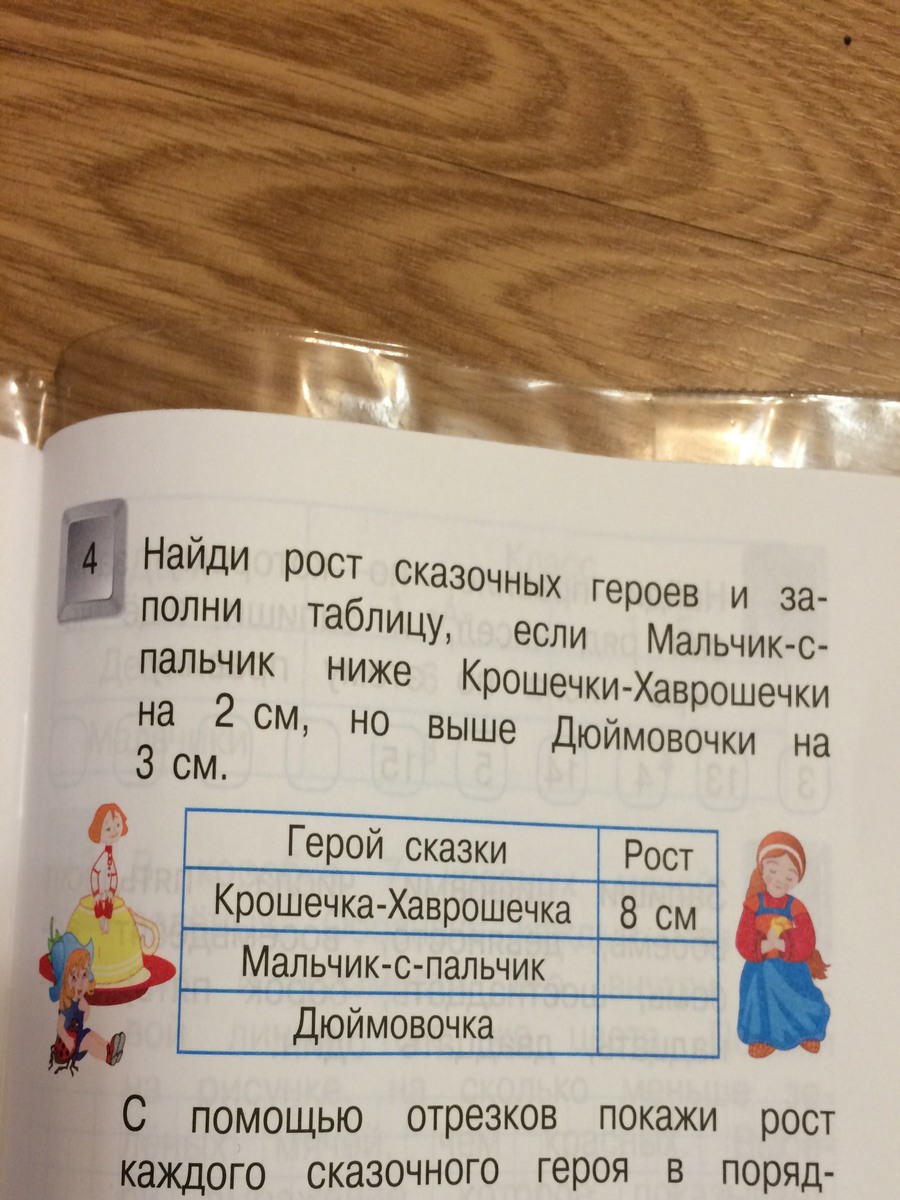 4
Найди рост сказочных героев и за-
полни таблицу, если Мальчик-с-
пальчик ниже Крошечки-Хаврошечки
на 2 см, но выше Дюймовочки на
3 см.
Герой сказки Рост
Крошечка-Хаврошечка 8 см
Мальчик-с-пальчик
Дюймовочка
С помощью отрезков покажи рост
каждого сказочного героя в поряд-